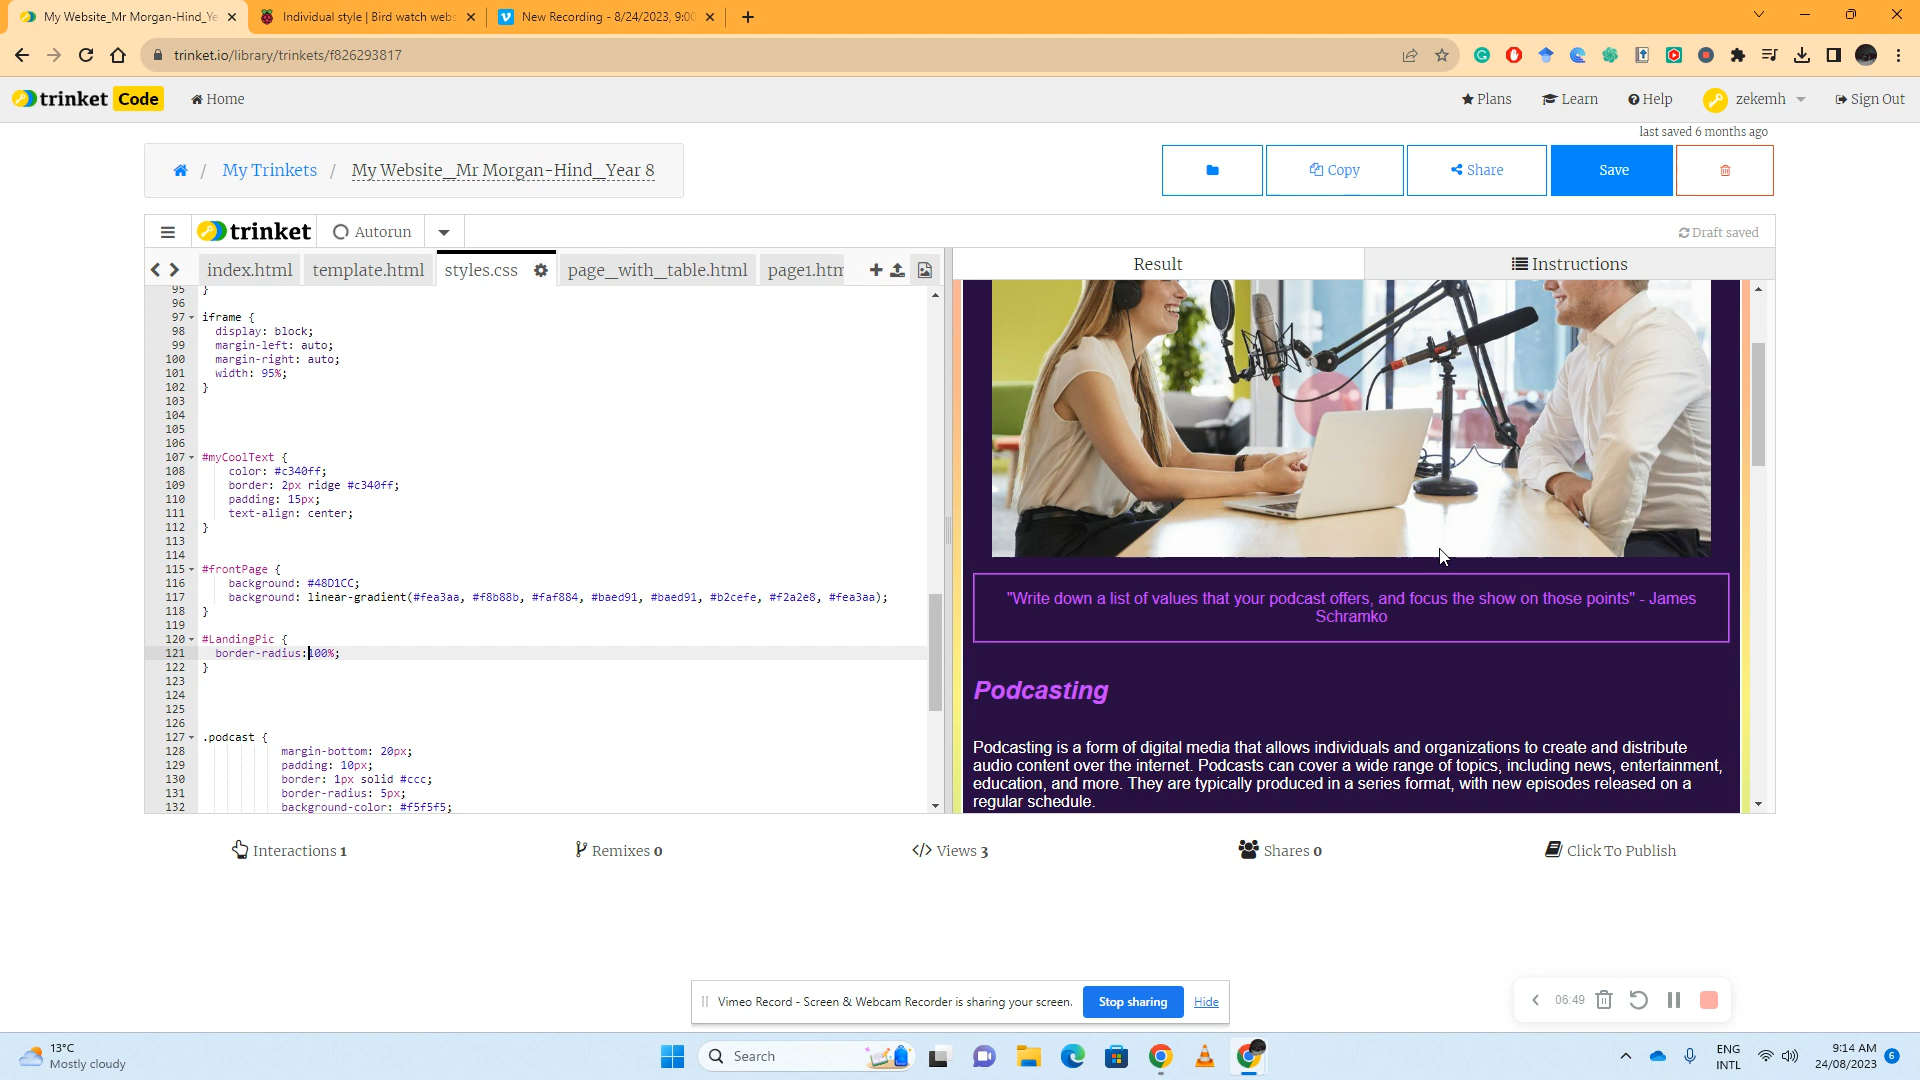 My Website_Mr Morgan-Hind_Ye
Individual style | Bird watch webs
New Recording - 8/24/2023, 9:00
trinket.io/library/trinkets/f826293817
trinket Code
Home
Plans
Learn
Help
zekemh
Sign Out
last saved 6 months ago
/ My Trinkets / My Website_Mr Morgan-Hind_Year 8
Copy
Share
Save
trinket
Autorun
Draft saved
index.html
template.html
styles.css
page_with_table.html
page1.htm
Result
Instructions
95 }
96
97 iframe {
98 display: block;
99 margin-left: auto;
100 margin-right: auto;
101 width: 95%;
102 }
103
104
105
106
107 #myCoolText {
108 color: #c340ff;
109 border: 2px ridge #c340ff;
110 padding: 15px;
111 text-align: center;
112 }
113
114
115 #frontPage {
116 background: #48D1CC;
117 background: linear-gradient(#fea3aa, #f8b88b, #faf884, #baed91, #baed91, #b2cefe, #f2a2e8, #fea3aa);
118 }
119
120 #LandingPic {
121 border-radius:100%;
122 }
123
124
125
126
127 .podcast {
128 margin-bottom: 20px;
129 padding: 10px;
130 border: 1px solid #ccc;
131 border-radius: 5px;
132 background-color: #f5f5f5;
"Write down a list of values that your podcast offers, and focus the show on those points" - James
Schramko
Podcasting
Podcasting is a form of digital media that allows individuals and organizations to create and distribute
audio content over the internet. Podcasts can cover a wide range of topics, including news, entertainment,
education, and more. They are typically produced in a series format, with new episodes released on a
regular schedule.
Interactions 1
Remixes 0
</> Views 3
Shares 0
Click To Publish
Vimeo Record - Screen & Webcam Recorder is sharing your screen.
Stop sharing
Hide
06:49
13°C
Mostly cloudy
Search
ENG
INTL
9:14 AM
24/08/2023
6